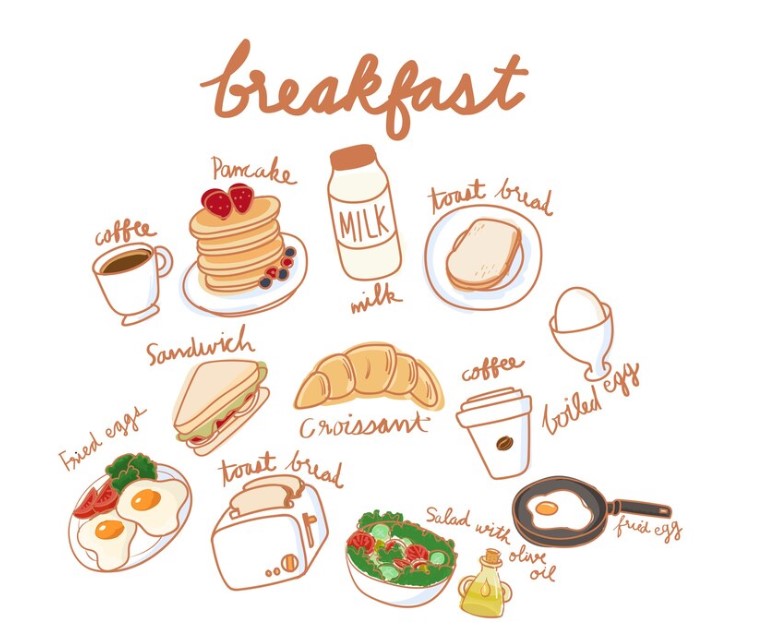 breakfast
Pancake
coffee
MILK
milk
toast bread
Sandwich
Croissant
coffee
boiled egg
Fried eggs
toast bread
Salad with
olive
oil
fried egg